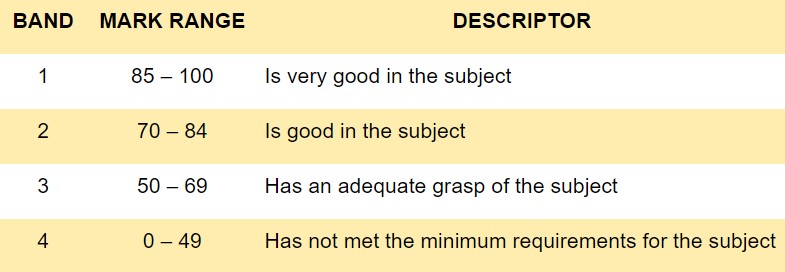 BAND MARK RANGE DESCRIPTOR
1 85 – 100 Is very good in the subject
2 70 – 84 Is good in the subject
3 50 – 69 Has an adequate grasp of the subject
4 0 – 49 Has not met the minimum requirements for the subject